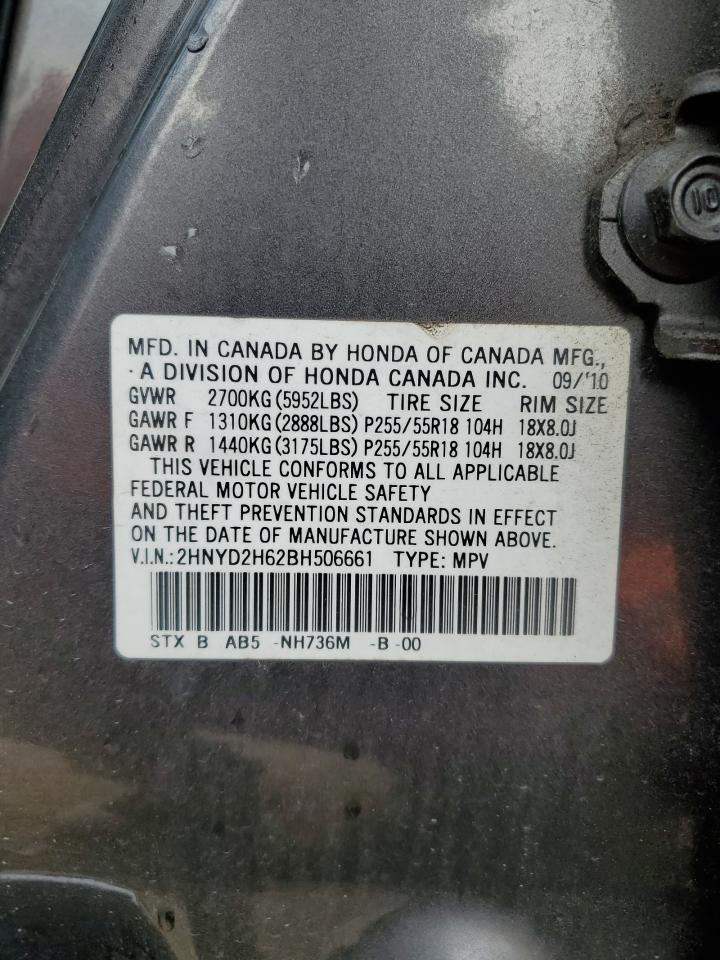 MFD. IN CANADA BY HONDA OF CANADA MFG.,
A DIVISION OF HONDA CANADA INC. 09/'10
GVWR 2700KG(5952LBS) TIRE SIZE RIM SIZE
GAWR F 1310KG(2888LBS) P255/55R18 104H 18X8.0J
GAWR R 1440KG(3175LBS) P255/55R18 104H 18X8.0J
THIS VEHICLE CONFORMS TO ALL APPLICABLE
FEDERAL MOTOR VEHICLE SAFETY
AND THEFT PREVENTION STANDARDS IN EFFECT
ON THE DATE OF MANUFACTURE SHOWN ABOVE.
V.I.N.:2HNYD2H62BH506661 TYPE: MPV
STX B AB5 -NH736M -B-00
10